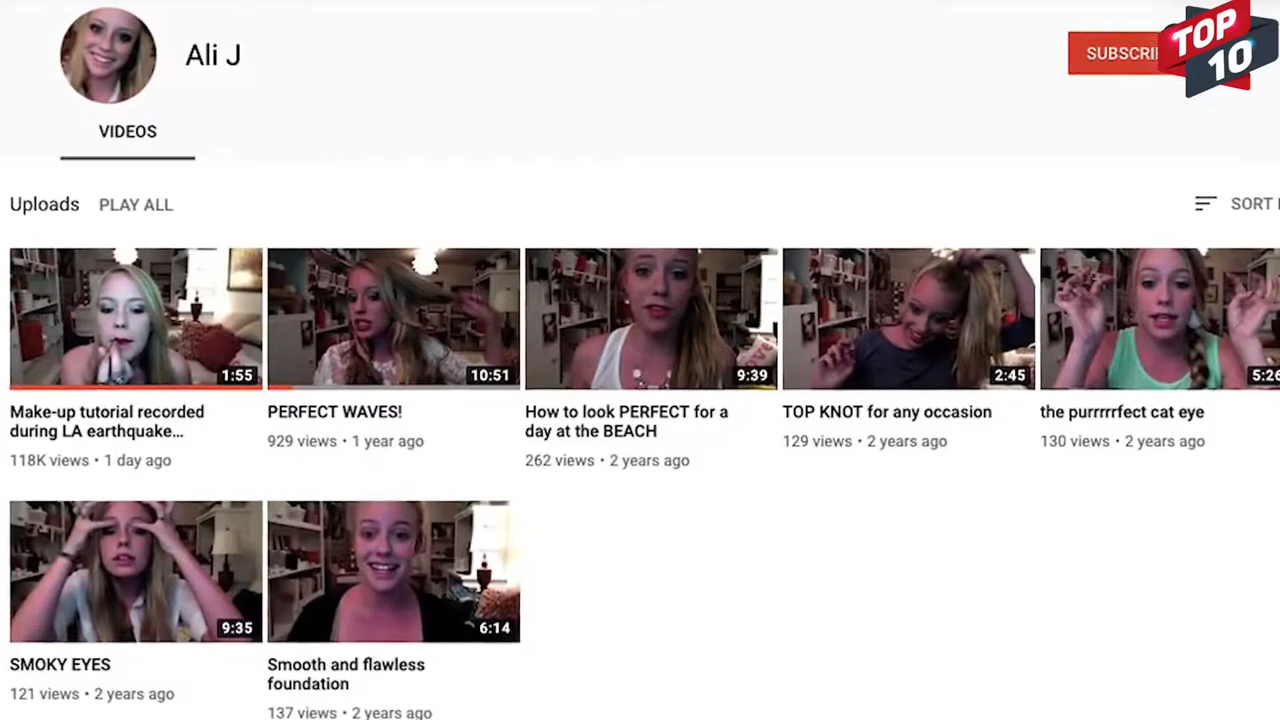 Ali J
SUBSCRI
TOP
10
VIDEOS
Uploads PLAY ALL
SORT
1:55
10:51
9:39
2:45
5:26
Make-up tutorial recorded
during LA earthquake...
118K views • 1 day ago
PERFECT WAVES!
929 views • 1 year ago
How to look PERFECT for a
day at the BEACH
262 views • 2 years ago
TOP KNOT for any occasion
129 views • 2 years ago
the purrrrrfect cat eye
130 views • 2 years ago
9:35
6:14
SMOKY EYES
121 views • 2 years ago
Smooth and flawless
foundation
137 views • 2 years ago